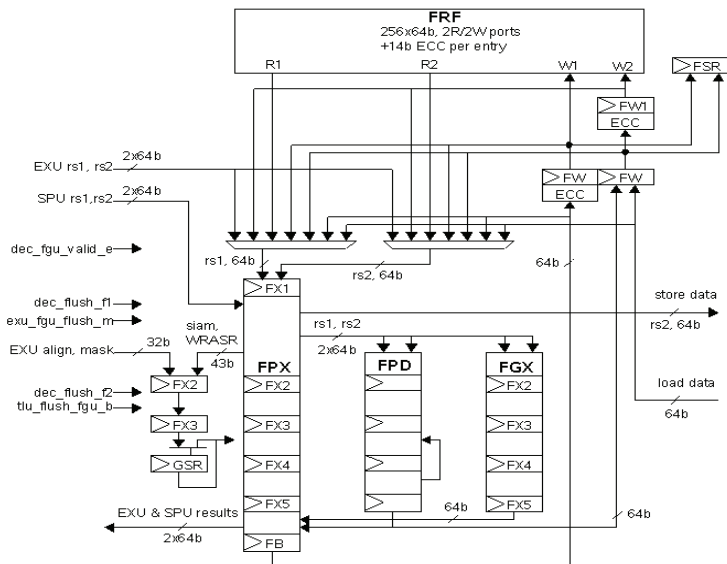 FRF
256x64b, 2R/2W ports
+14b ECC per entry
R1
R2
W1
W2
FSR
FW1
ECC
EXU rs1, rs2
2x64b
SPU rs1,rs2
2x64b
FW
FW
ECC
dec_fgu_valid_e
rs1, 64b
rs2, 64b
64b
FX1
dec_flush_f1
exu_fgu_flush_m
siam,
WRASR
rs1, rs2
2x64b
store data
rs2, 64b
EXU align, mask
32b
43b
FPX
FPD
FGX
FX2
FX2
FX2
load data
64b
dec_flush_f2
tlu_flush_fgu_b
FX3
FX3
FX3
GSR
FX4
FX4
FX5
FX5
EXU & SPU results
2x64b
64b
64b
FB